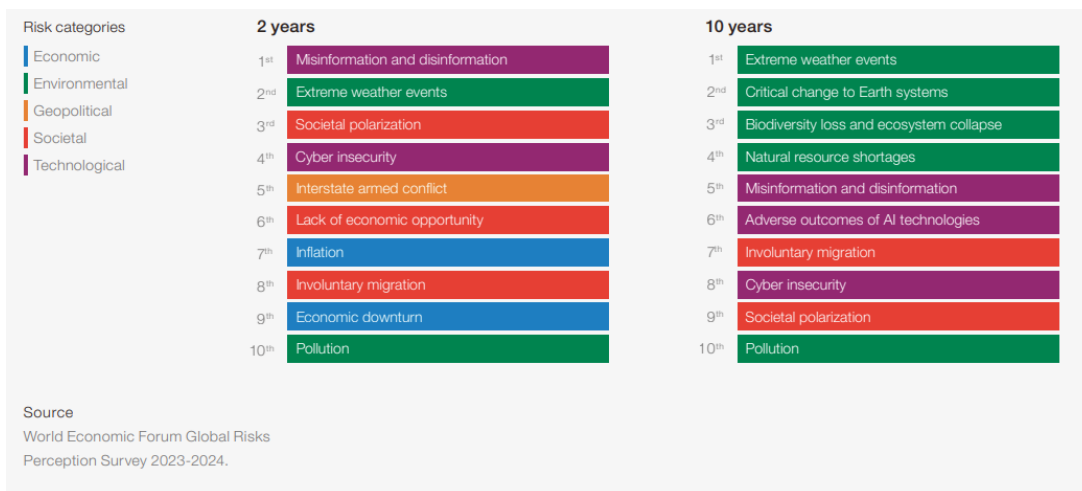 Risk categories
Economic
Environmental
Geopolitical
Societal
Technological
2 years
1st Misinformation and disinformation
2nd Extreme weather events
3rd Societal polarization
4th Cyber insecurity
5th Interstate armed conflict
6th Lack of economic opportunity
7th Inflation
8th Involuntary migration
9th Economic downturn
10th Pollution
10 years
1st Extreme weather events
2nd Critical change to Earth systems
3rd Biodiversity loss and ecosystem collapse
4th Natural resource shortages
5th Misinformation and disinformation
6th Adverse outcomes of AI technologies
7th Involuntary migration
8th Cyber insecurity
9th Societal polarization
10th Pollution
Source
World Economic Forum Global Risks
Perception Survey 2023-2024.